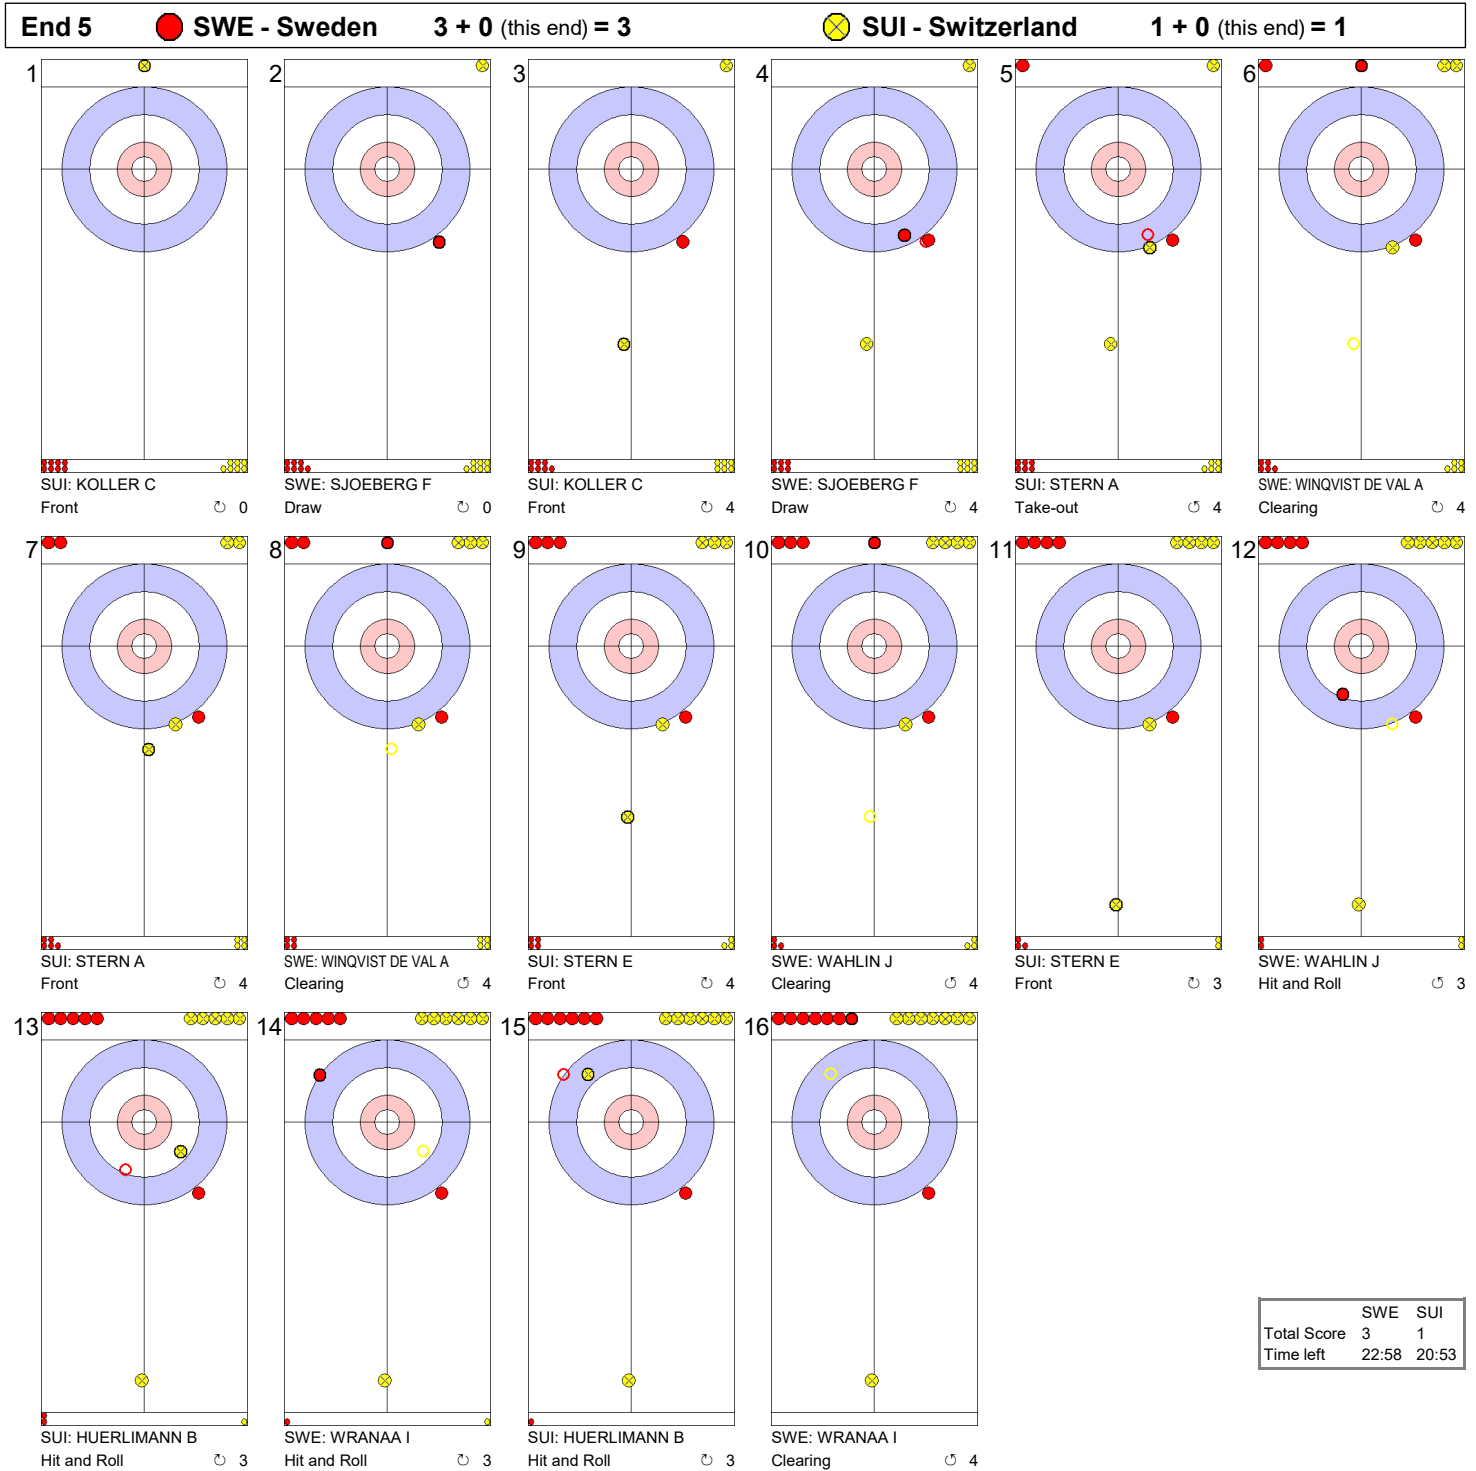 End 5 SWE - Sweden 3 + 0 (this end) = 3 SUI - Switzerland 1 + 0 (this end) = 1
1 2 3 4 5 6
SUI: KOLLER C SWE: SJOEBERG F SUI: KOLLER C SWE: SJOEBERG F SUI: STERN A SWE: WINQVIST DE VAL A
Front ↻ 0 Draw ↻ 0 Front ↻ 4 Draw ↺ 4 Take-out ↺ 4 Clearing ↻ 4
7 8 9 10 11 12
SUI: STERN A SWE: WINQVIST DE VAL A SUI: STERN E SWE: WAHLIN J SUI: STERN E SWE: WAHLIN J
Front ↻ 4 Clearing ↺ 4 Front ↻ 4 Clearing ↺ 4 Front ↻ 3 Hit and Roll ↺ 3
13 14 15 16
SUI: HUERLIMANN B SWE: WRANAA I SUI: HUERLIMANN B SWE: WRANAA I
Hit and Roll ↻ 3 Hit and Roll ↻ 3 Hit and Roll ↻ 3 Clearing ↺ 4
SWE SUI
Total Score 3 1
Time left 22:58 20:53